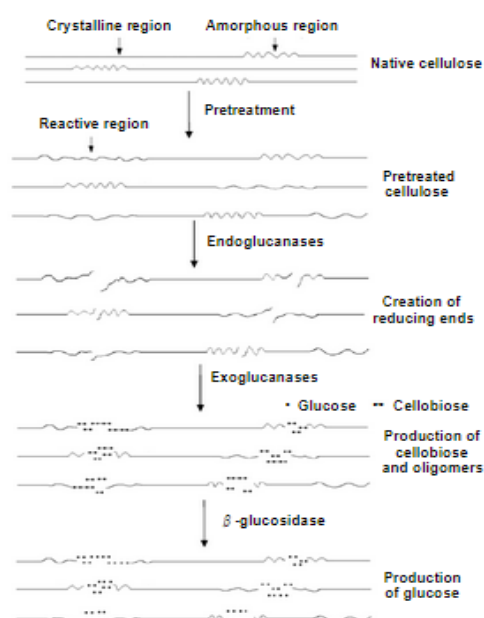 Crystalline region
Amorphous region
Native cellulose
Pretreatment
Reactive region
Pretreated
cellulose
Endoglucanases
Creation of
reducing ends
Exoglucanases
Glucose
Cellobiose
Production of
cellobiose
and oligomers
β-glucosidase
Production
of glucose